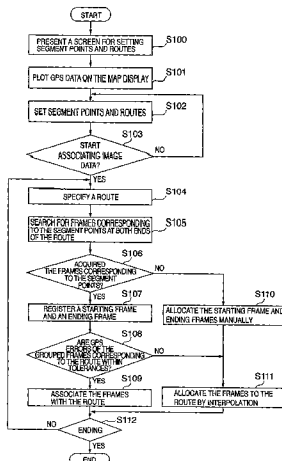 START
PRESENT A SCREEN FOR SETTING
SEGMENT POINTS AND ROUTES
S100
PLOT GPS DATA ON THE MAP DISPLAY
S101
SET SEGMENT POINTS AND ROUTES
S102
START
ASSOCIATING IMAGE
DATA?
S103
NO
YES
SPECIFY A ROUTE
S104
SEARCH FOR FRAMES CORRESPONDING
TO THE SEGMENT POINTS AT BOTH ENDS
OF THE ROUTE
S105
S106
ACQUIRED
THE FRAMES CORRESPONDING
TO THE SEGMENT
POINTS?
NO
YES
S107
REGISTER A STARTING FRAME
AND AN ENDING FRAME
S110
ALLOCATE THE STARTING FRAME AND
ENDING FRAMES MANUALLY
S108
ARE GPS
ERRORS OF THE
GROUPED FRAMES CORRESPONDING
TO THE ROUTE WITHIN
TOLERANCES?
NO
YES
S109
ASSOCIATE THE FRAMES
WITH THE ROUTE
S111
ALLOCATE THE FRAMES TO THE
ROUTE BY INTERPOLATION
S112
NO
ENDING
YES
END